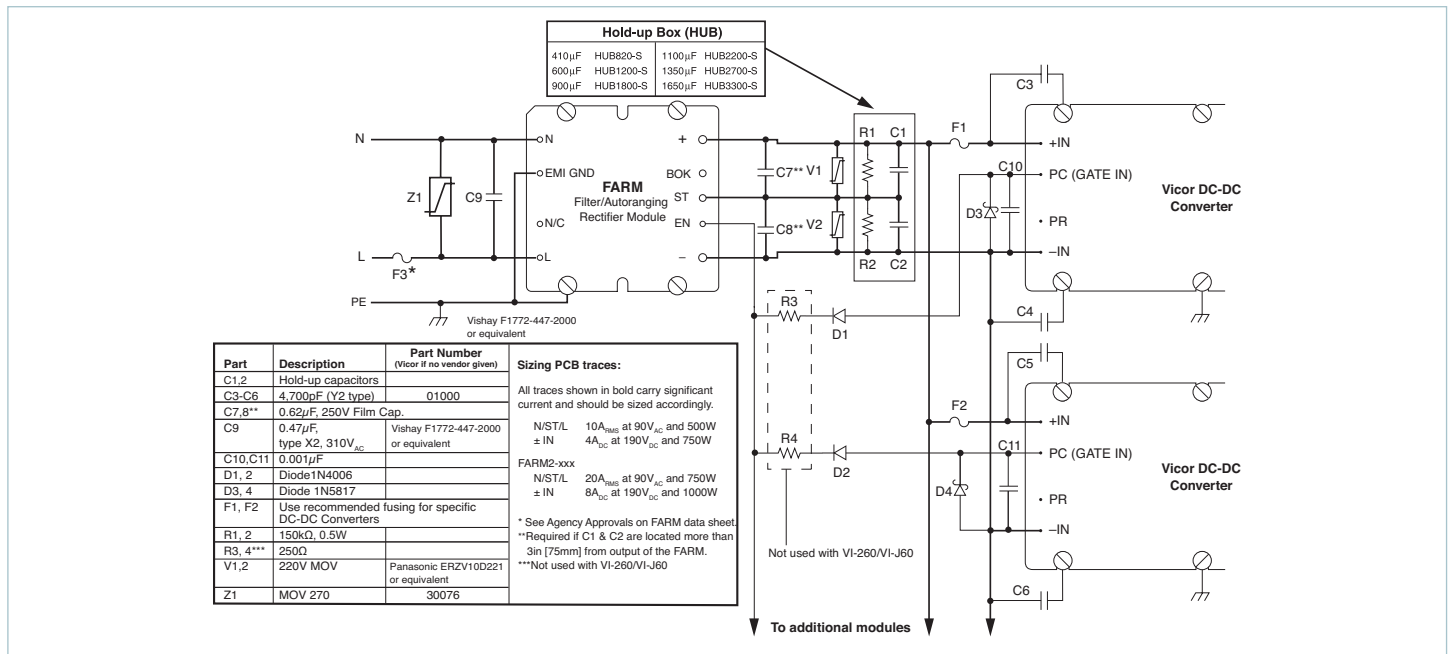 Hold-up Box (HUB)
410µF HUB820-S 1100µF HUB2200-S
600µF HUB1200-S 1350µF HUB2700-S
900µF HUB1800-S 1650µF HUB3300-S
N
Z1
C9
L
F3*
PE
Vishay F1772-447-2000
or equivalent
N
EMI GND
N/C
L
FARM
Filter/Autoranging
Rectifier Module
+
BOK
ST
EN
–
C7** V1
C8** V2
R1 C1
R2 C2
F1
C3
+IN
C10
PC (GATE IN)
D3
PR
–IN
Vicor DC-DC
Converter
C4
R3
D1
C5
F2
+IN
C11
PC (GATE IN)
R4
D2
D4
PR
–IN
Vicor DC-DC
Converter
C6
Not used with VI-260/VI-J60
To additional modules
Part Description Part Number
(Vicor if no vendor given)
C1,2 Hold-up capacitors
C3-C6 4,700pF (Y2 type) 01000
C7,8** 0.62µF, 250V Film Cap.
C9 0.47µF, Vishay F1772-447-2000
type X2, 310VAC or equivalent
C10,C11 0.001µF
D1, 2 Diode1N4006
D3, 4 Diode 1N5817
F1, F2 Use recommended fusing for specific
DC-DC Converters
R1, 2 150kΩ, 0.5W
R3, 4*** 250Ω
V1,2 220V MOV Panasonic ERZV10D221
or equivalent
Z1 MOV 270 30076
Sizing PCB traces:
All traces shown in bold carry significant
current and should be sized accordingly.
N/ST/L 10ARMS at 90VAC and 500W
± IN 4ADC at 190VDC and 750W
FARM2-xxx
N/ST/L 20ARMS at 90VAC and 750W
± IN 8ADC at 190VDC and 1000W
* See Agency Approvals on FARM data sheet.
**Required if C1 & C2 are located more than
3in [75mm] from output of the FARM.
***Not used with VI-260/VI-J60